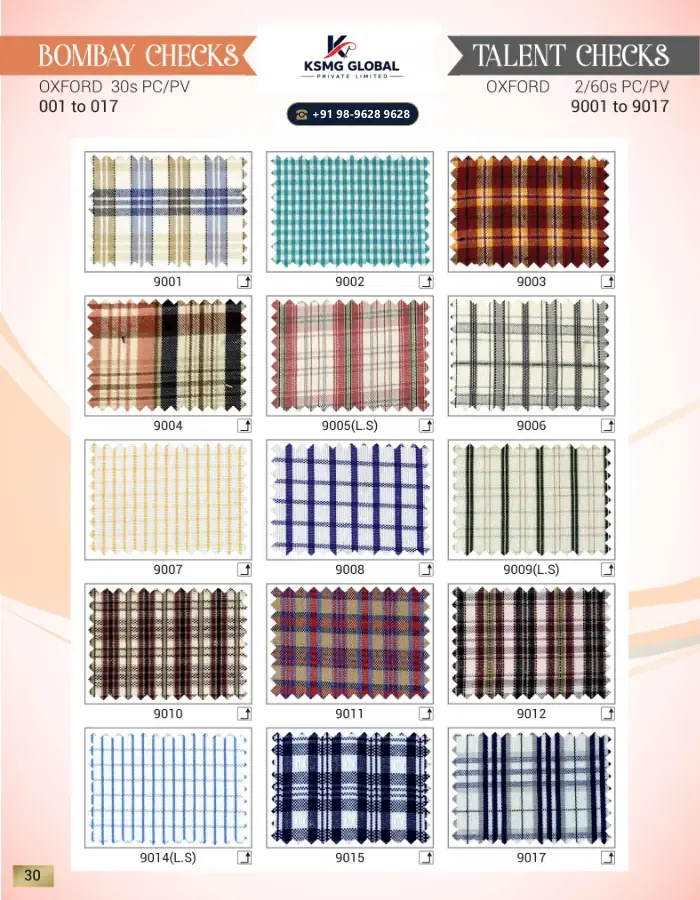 BOMBAY CHECKS
OXFORD 30s PC/PV
001 to 017
KSMG GLOBAL
PRIVATE LIMITED
+91 98-9628 9628
TALENT CHECKS
OXFORD 2/60s PC/PV
9001 to 9017
9001
9002
9003
9004
9005(L.S)
9006
9007
9008
9009(L.S)
9010
9011
9012
9014(L.S)
9015
9017
30